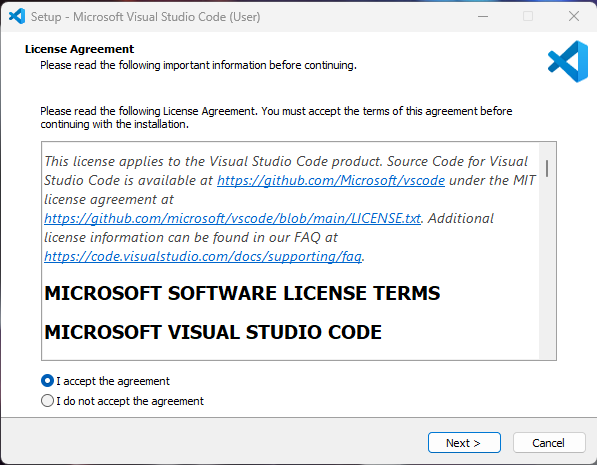 Setup - Microsoft Visual Studio Code (User)
License Agreement
Please read the following important information before continuing.
Please read the following License Agreement. You must accept the terms of this agreement before
continuing with the installation.
This license applies to the Visual Studio Code product. Source Code for Visual
Studio Code is available at https://github.com/Microsoft/vscode under the MIT
license agreement at
https://github.com/microsoft/vscode/blob/main/LICENSE.txt. Additional
license information can be found in our FAQ at
https://code.visualstudio.com/docs/supporting/faq.
MICROSOFT SOFTWARE LICENSE TERMS
MICROSOFT VISUAL STUDIO CODE
I accept the agreement
I do not accept the agreement
Next >
Cancel